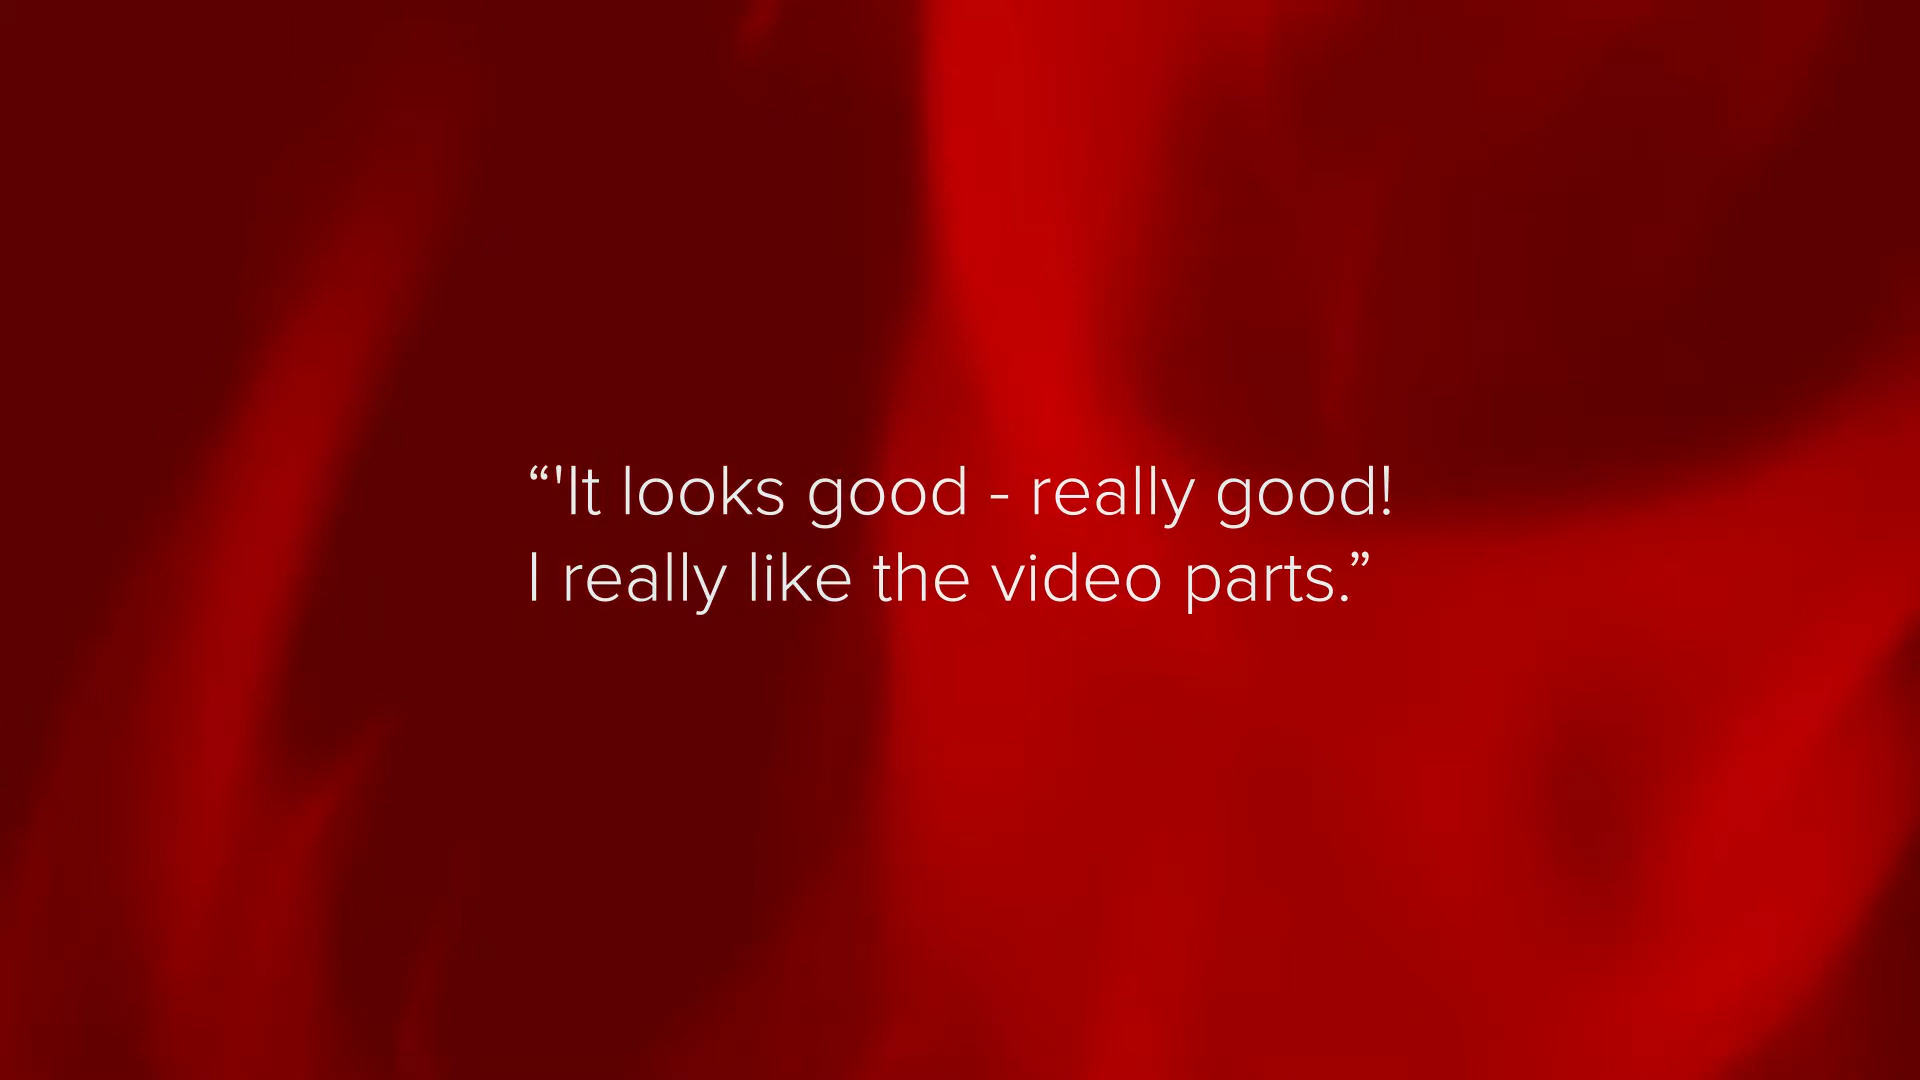 “'It looks good - really good!
I really like the video parts.”